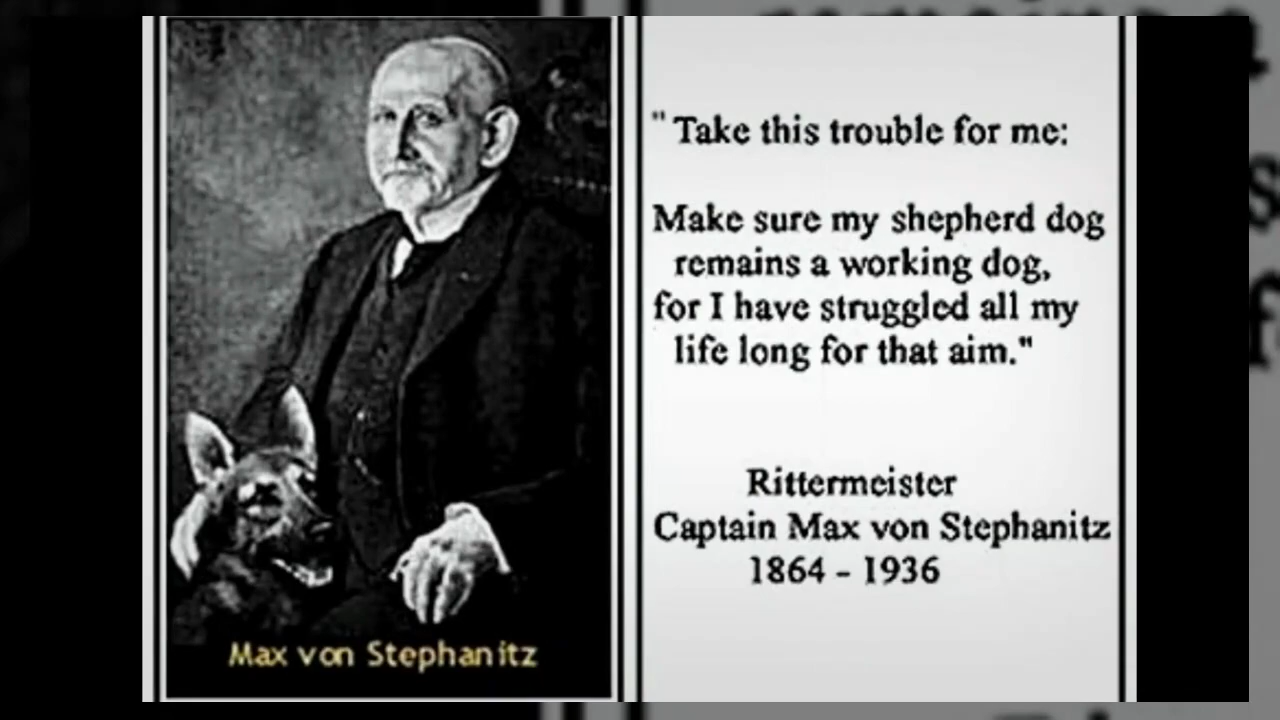 " Take this trouble for me:
Make sure my shepherd dog
remains a working dog,
for I have struggled all my
life long for that aim."
Rittermeister
Captain Max von Stephanitz
1864 - 1936
Max von Stephanitz